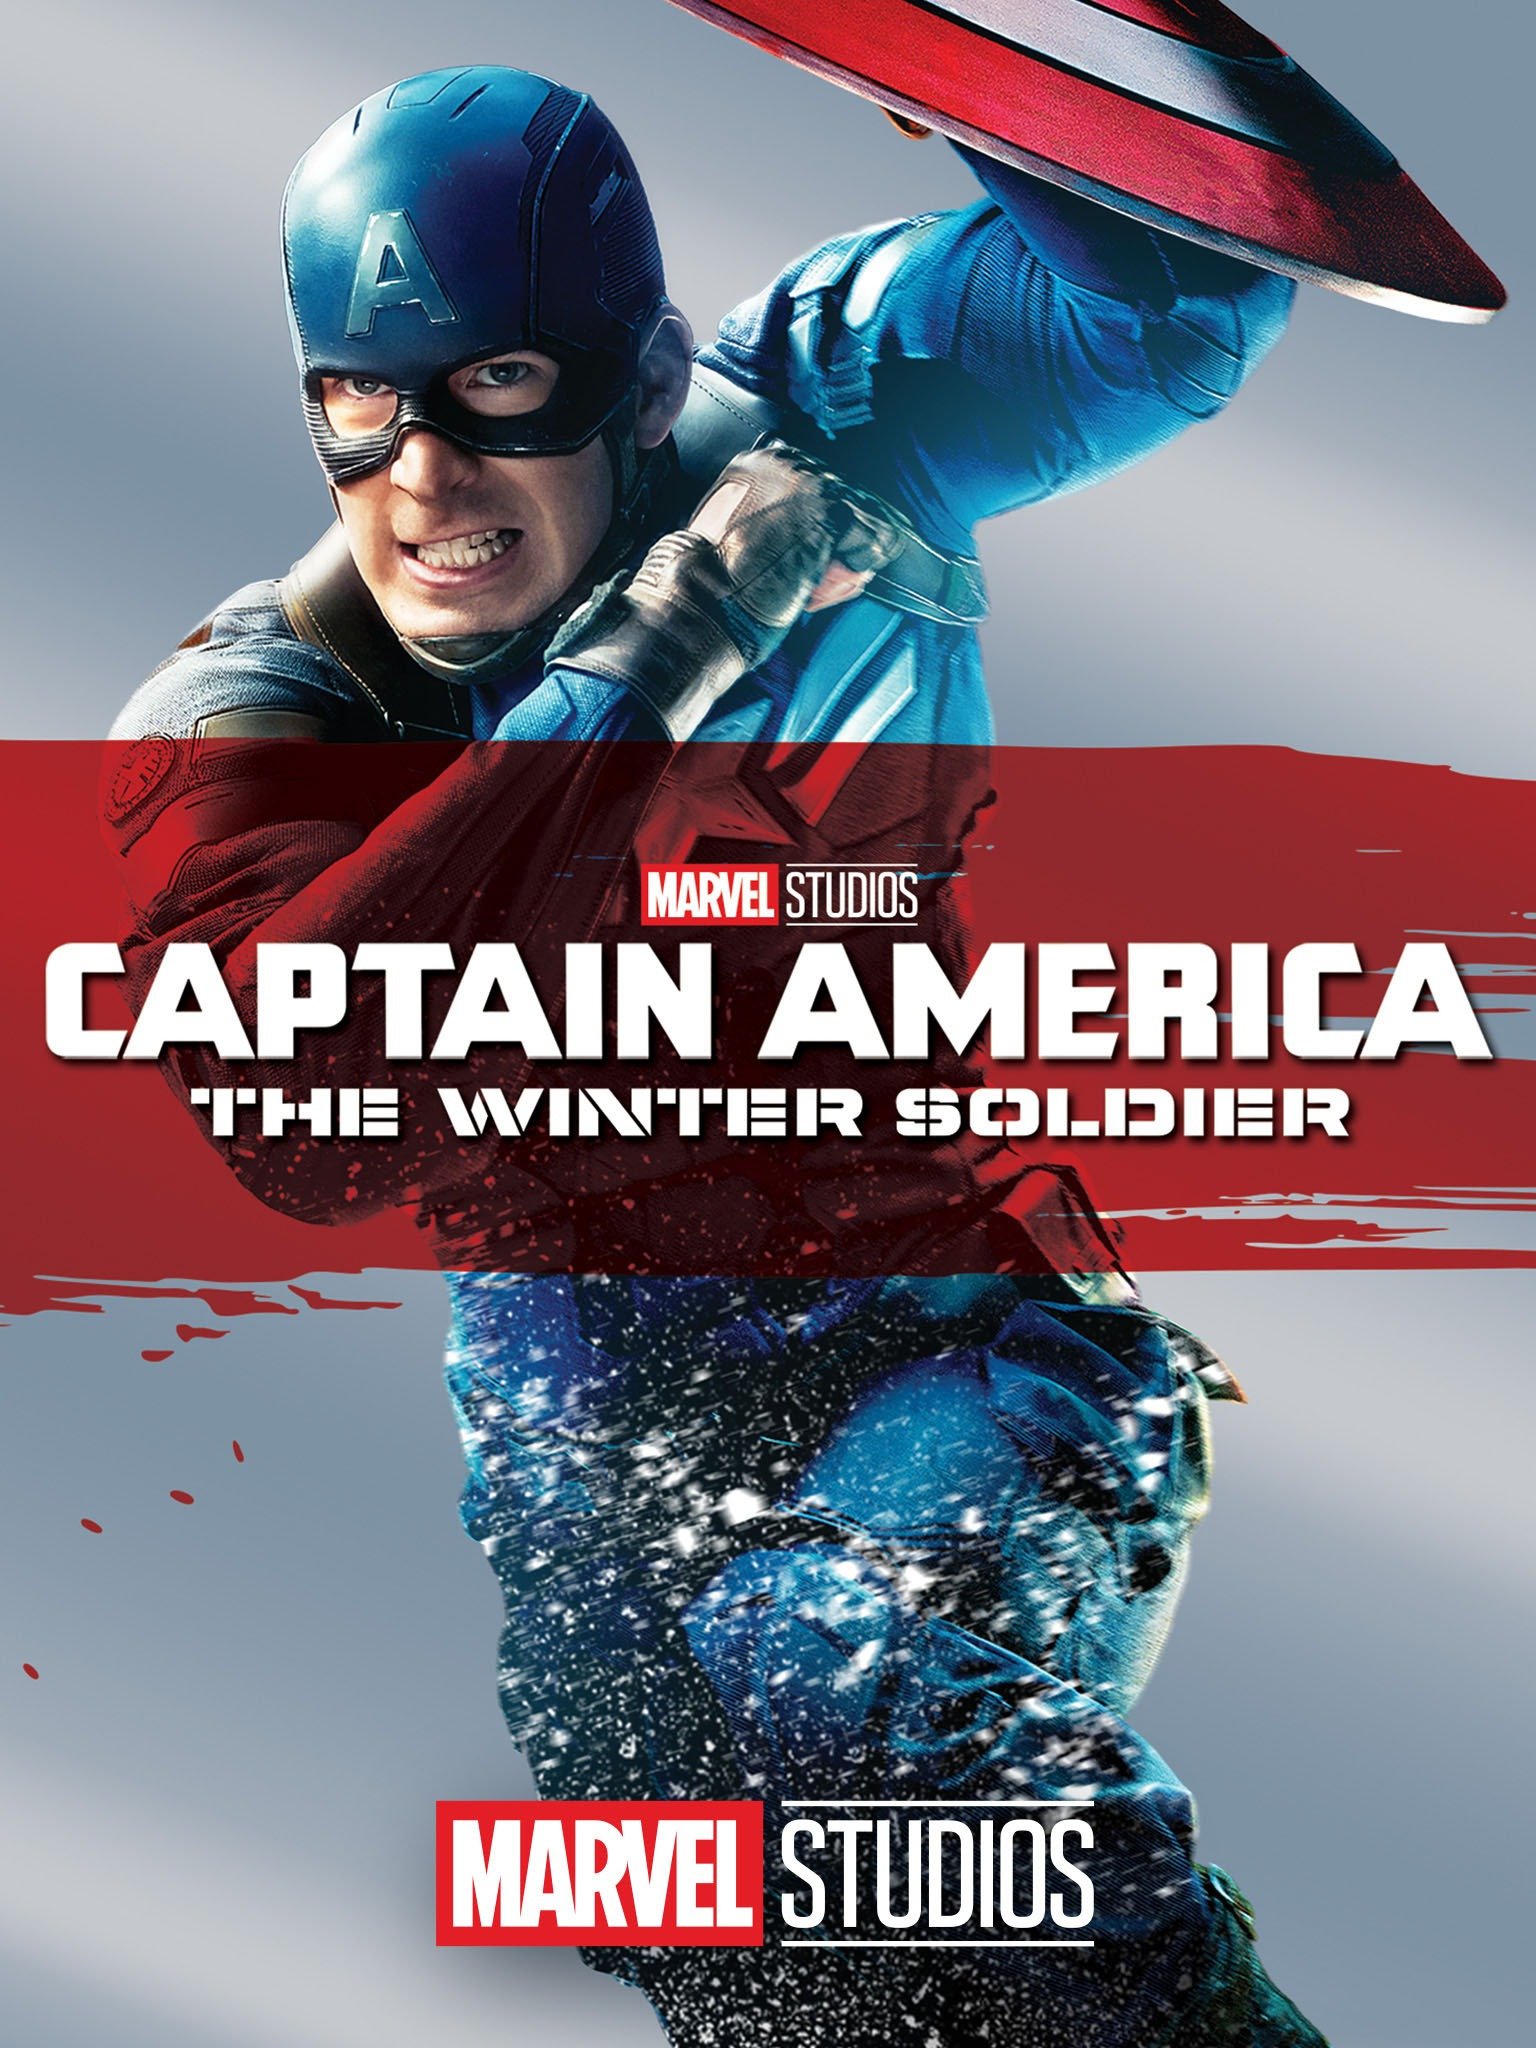 A
MARVEL STUDIOS
CAPTAIN AMERICA
THE WINTER SOLDIER
MARVEL STUDIOS